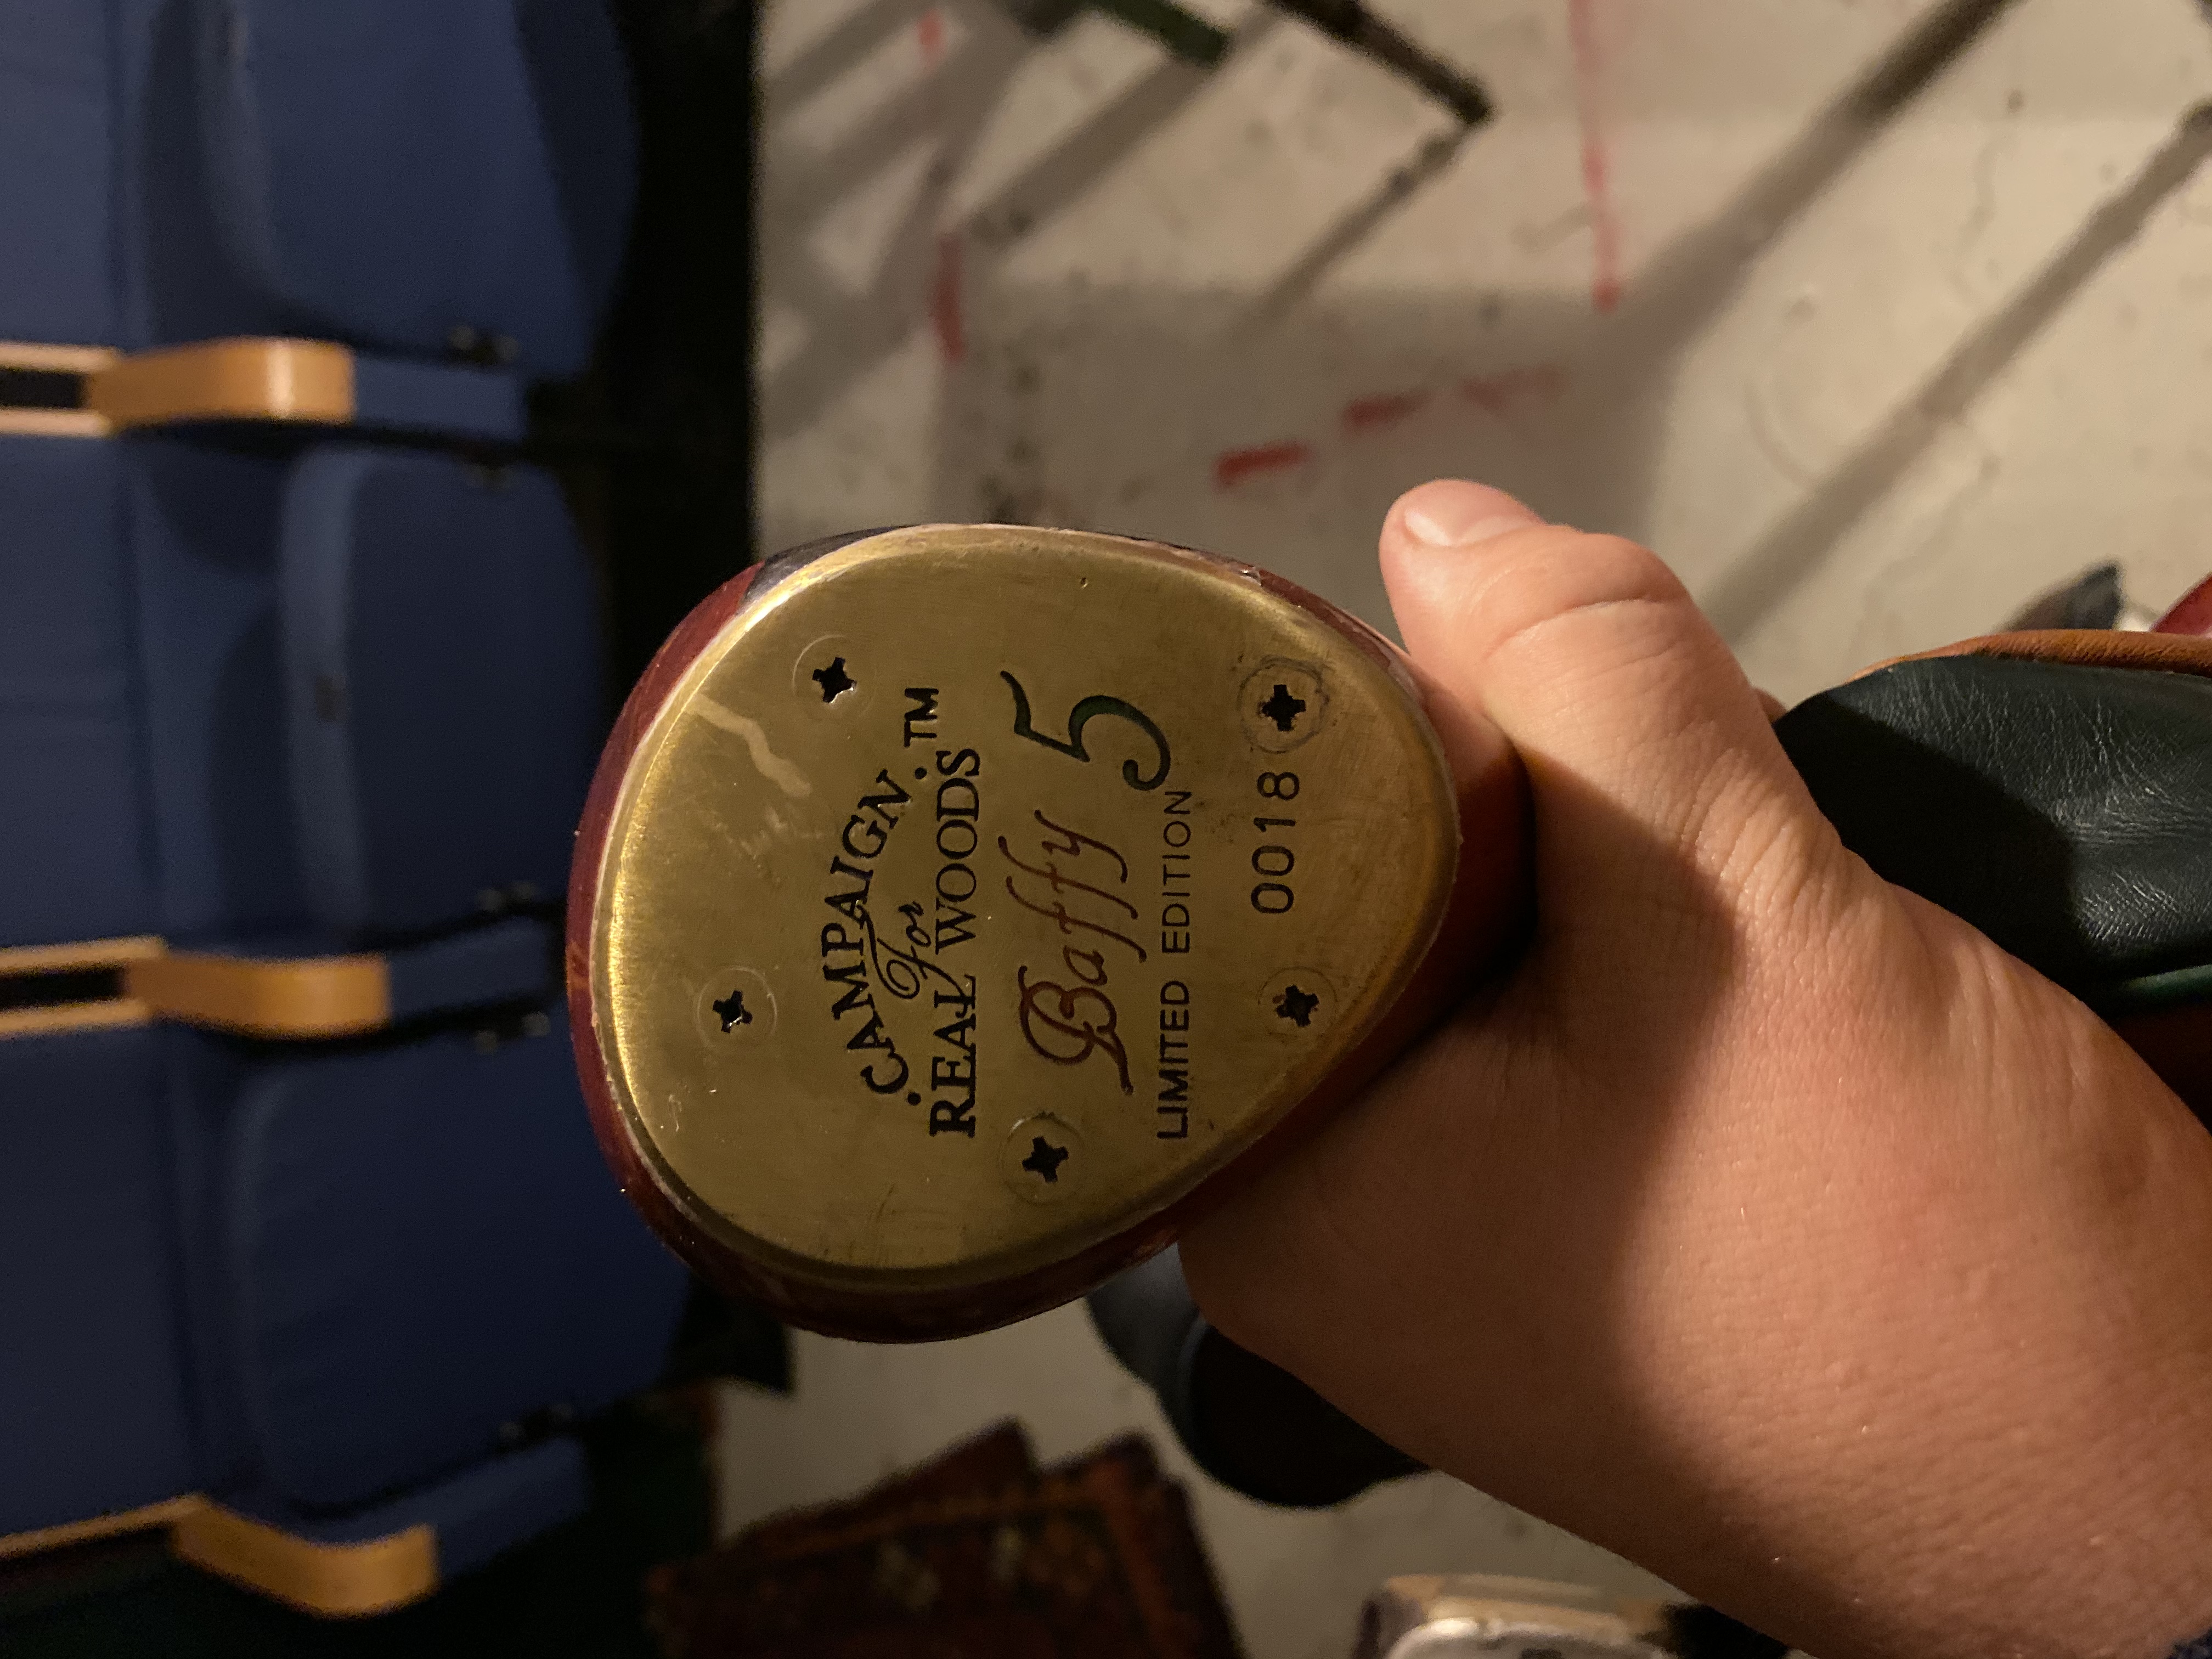 CAMPAIGN
for
REAL WOODS™
Baffy 5
LIMITED EDITION
0018